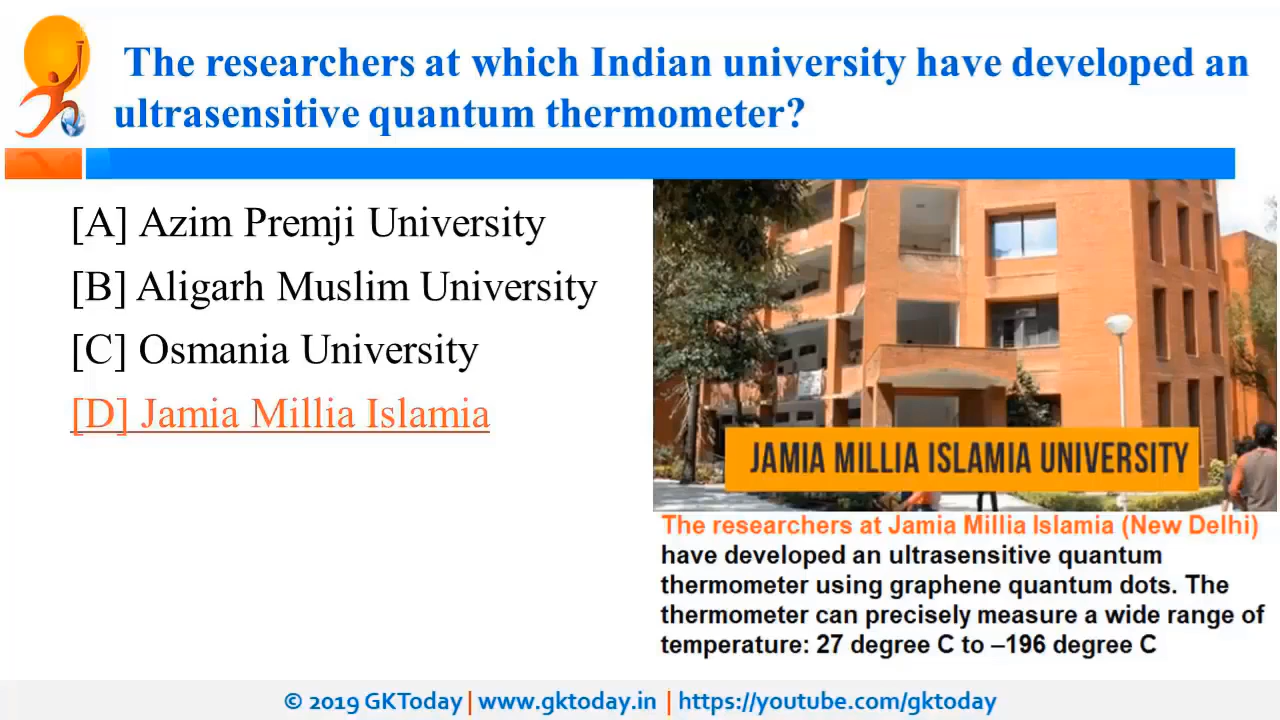 The researchers at which Indian university have developed an
ultrasensitive quantum thermometer?
[A] Azim Premji University
[B] Aligarh Muslim University
[C] Osmania University
[D] Jamia Millia Islamia
JAMIA MILLIA ISLAMIA UNIVERSITY
The researchers at Jamia Millia Islamia (New Delhi)
have developed an ultrasensitive quantum
thermometer using graphene quantum dots. The
thermometer can precisely measure a wide range of
temperature: 27 degree C to –196 degree C
© 2019 GKToday | www.gktoday.in | https://youtube.com/gktoday